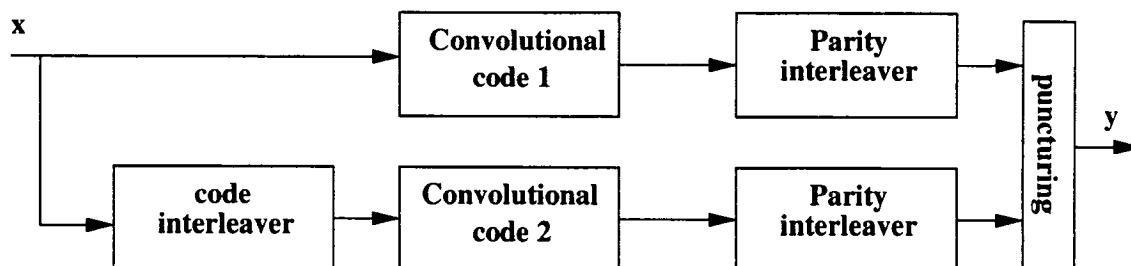 x
Convolutional
code 1
Parity
interleaver
puncturing
y
code
interleaver
Convolutional
code 2
Parity
interleaver